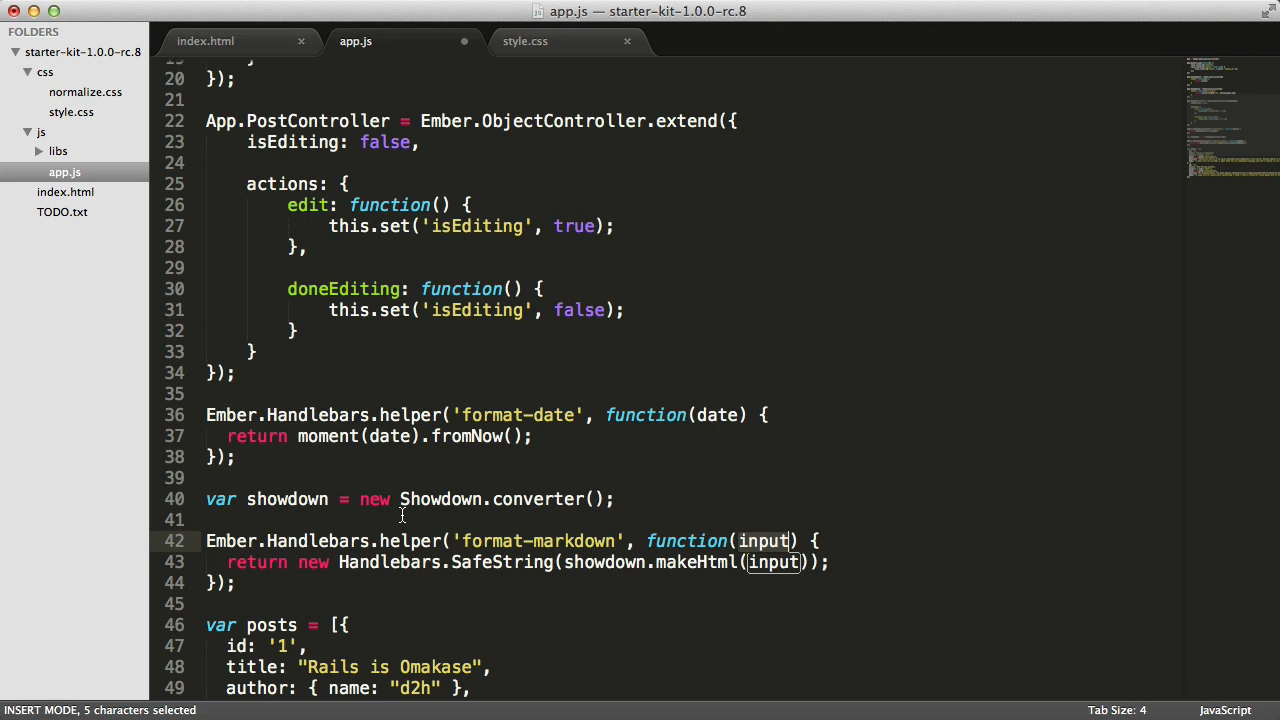 app.js — starter-kit-1.0.0-rc.8
FOLDERS
starter-kit-1.0.0-rc.8
css
normalize.css
style.css
js
libs
app.js
index.html
TODO.txt
index.html
app.js
style.css
19 }
20 });
21
22 App.PostController = Ember.ObjectController.extend({
23 isEditing: false,
24
25 actions: {
26 edit: function() {
27 this.set('isEditing', true);
28 },
29
30 doneEditing: function() {
31 this.set('isEditing', false);
32 }
33 }
34 });
35
36 Ember.Handlebars.helper('format-date', function(date) {
37 return moment(date).fromNow();
38 });
39
40 var showdown = new Showdown.converter();
41
42 Ember.Handlebars.helper('format-markdown', function(input) {
43 return new Handlebars.SafeString(showdown.makeHtml(input));
44 });
45
46 var posts = [{
47 id: '1',
48 title: "Rails is Omakase",
49 author: { name: "d2h" },
INSERT MODE, 5 characters selected
Tab Size: 4
JavaScript